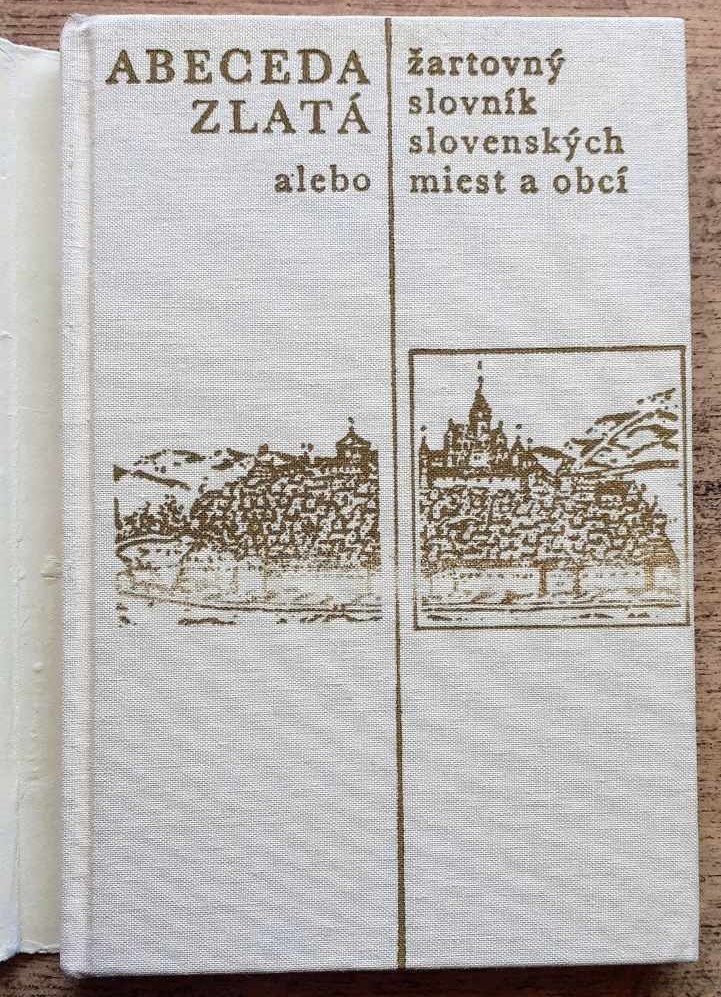 ABECEDA
ZLATÁ
alebo
žartovný
slovník
slovenských
miest a obcí